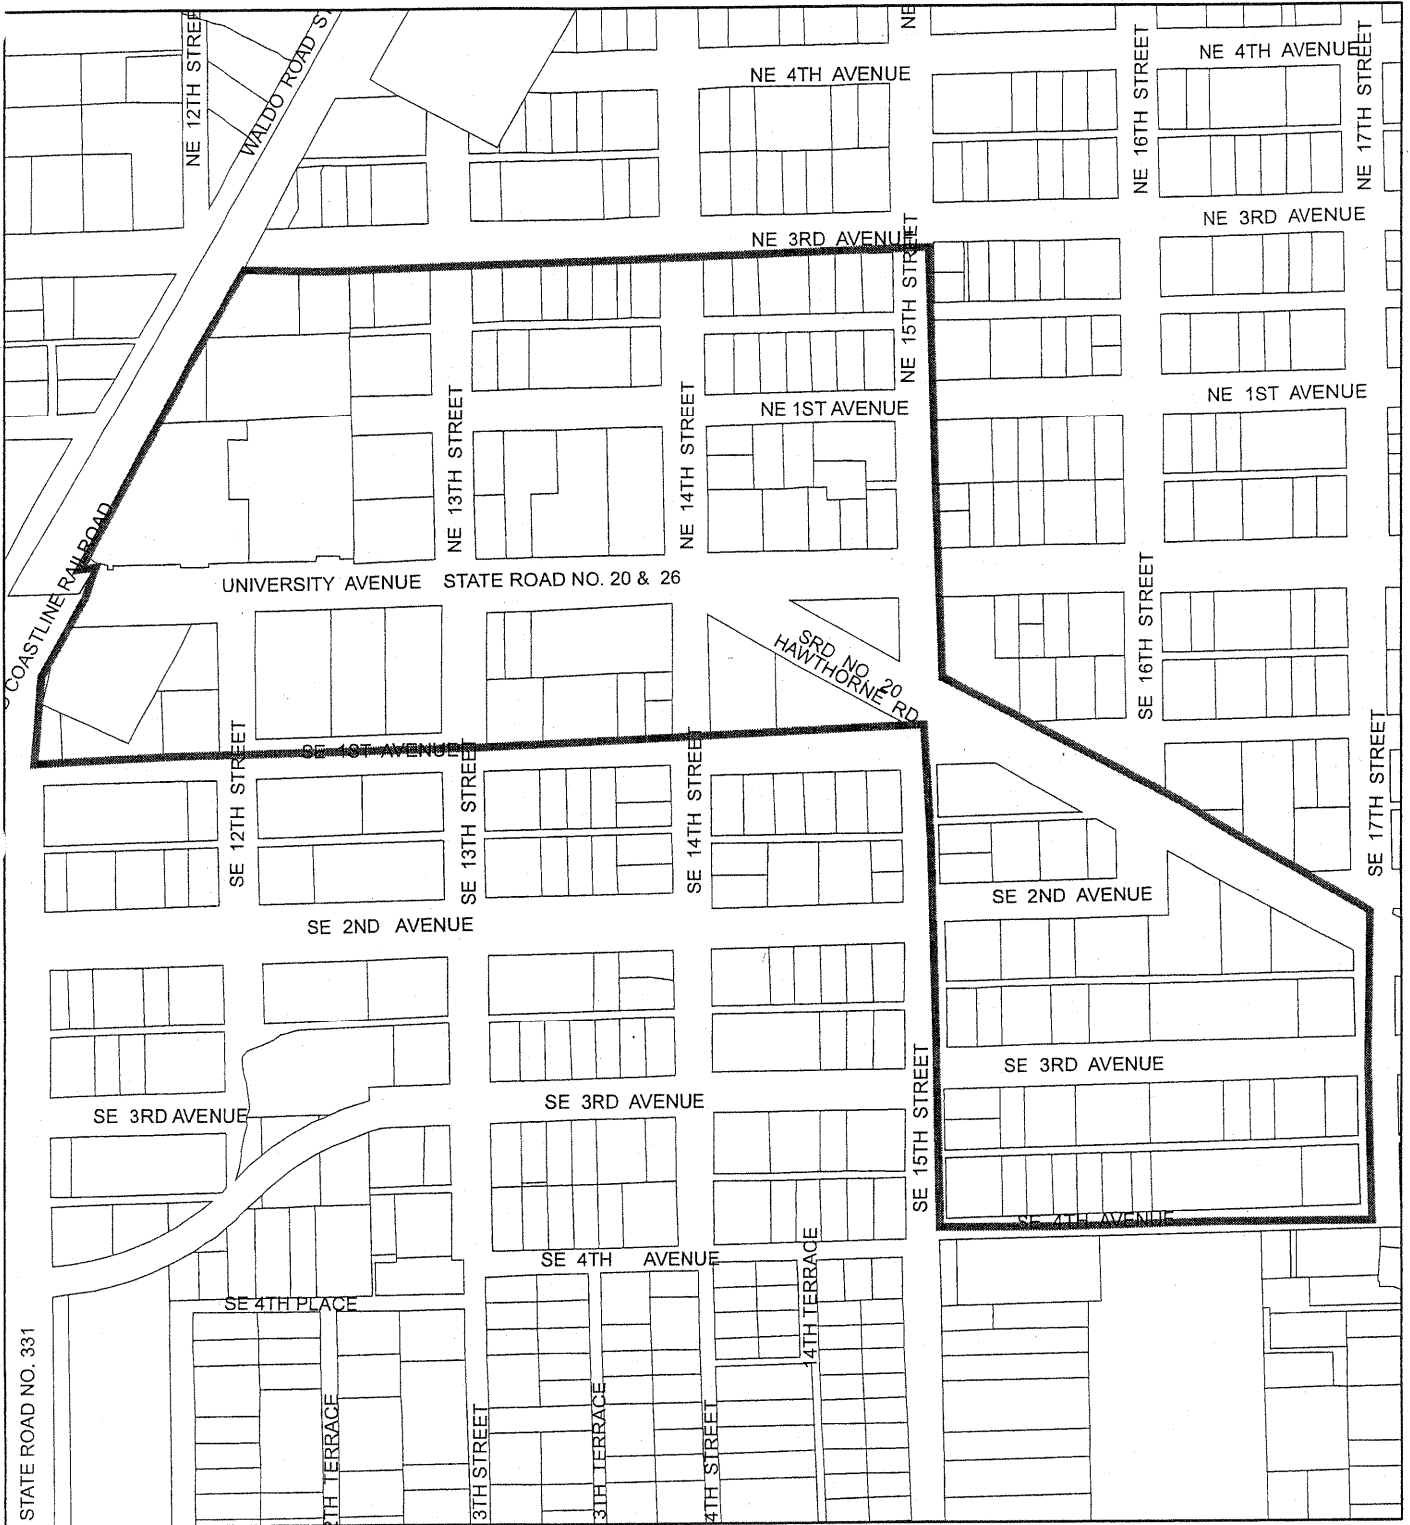 NE 12TH STREE
WALDO ROAD S
NE
NE 4TH AVENUE
NE 4TH AVENUE
NE 16TH STREET
NE 17TH STREET
NE 3RD AVENUE
NE 3RD AVENUE
NE 15TH STREET
NE 1ST AVENUE
NE 1ST AVENUE
NE 13TH STREET
NE 14TH STREET
COASTLINE RAILROAD
UNIVERSITY AVENUE STATE ROAD NO. 20 & 26
SRD NO 20
HAWTHORNE RD
SE 16TH STREET
SE 1ST AVENUE
SE 12TH STREET
SE 13TH STREET
SE 14TH STREET
SE 17TH STREET
SE 2ND AVENUE
SE 2ND AVENUE
SE 3RD AVENUE
SE 3RD AVENUE
SE 3RD AVENUE
SE 15TH STREET
SE 4TH AVENUE
SE 4TH AVENUE
14TH TERRACE
SE 4TH PLACE
STATE ROAD NO. 331
2TH TERRACE
3TH STREET
3TH TERRACE
4TH STREET